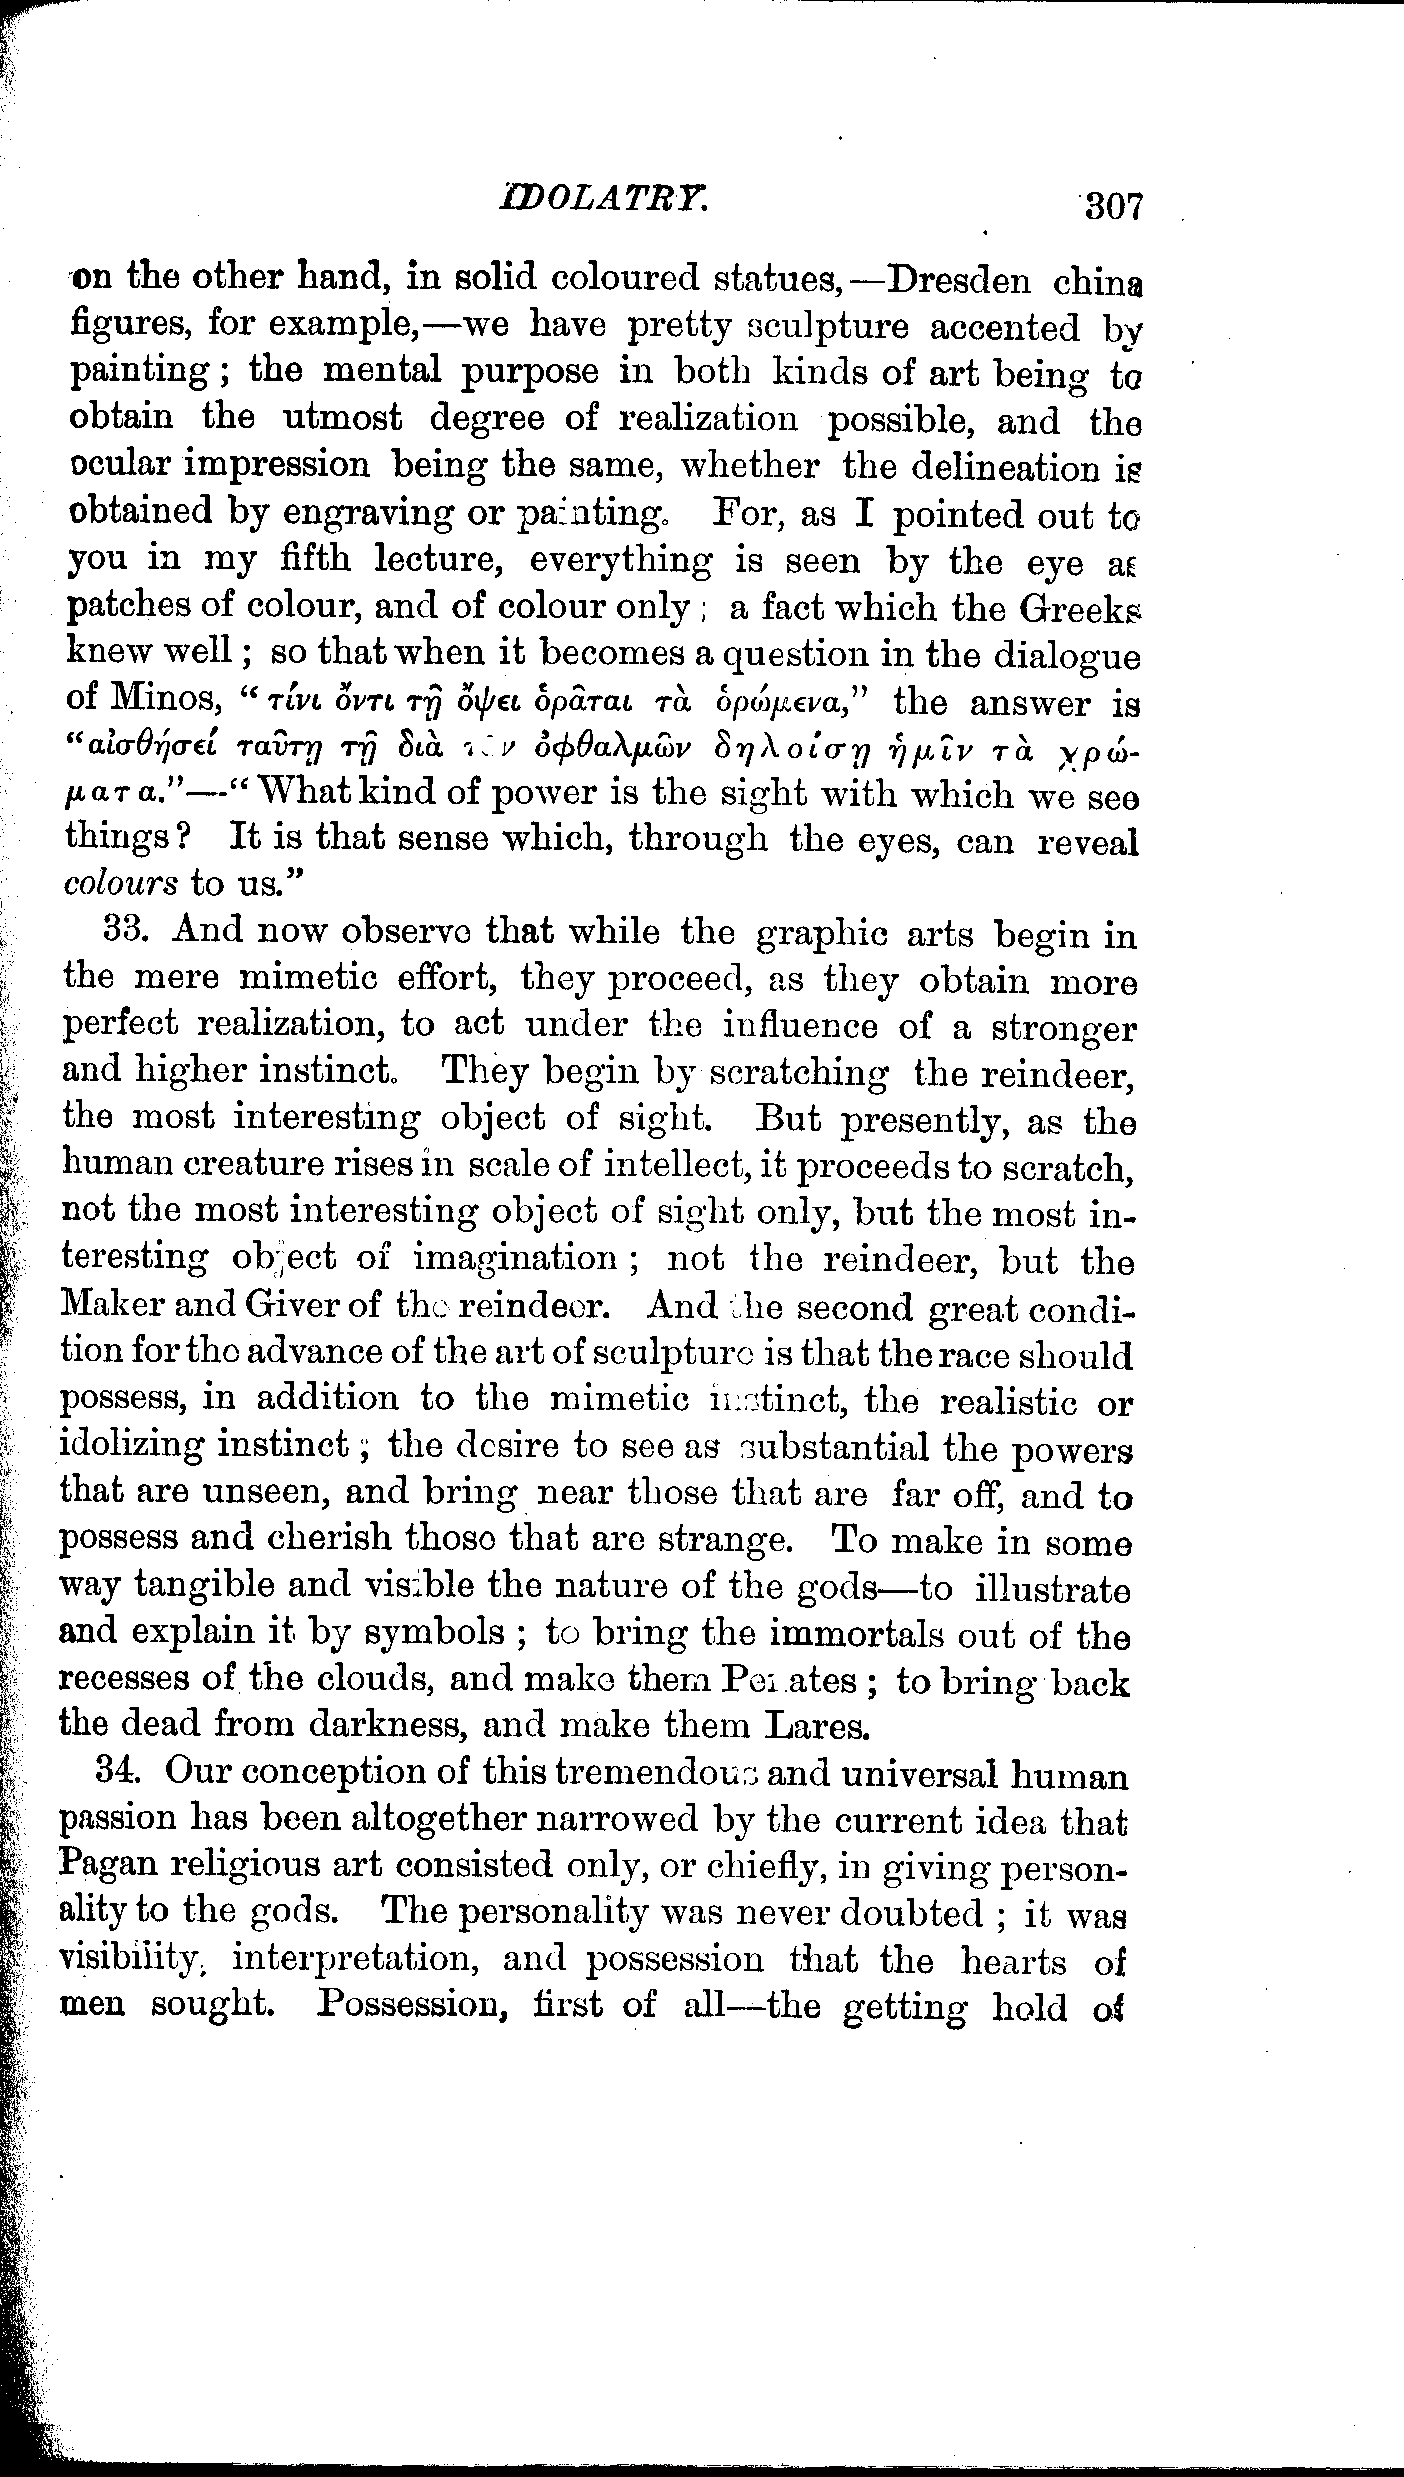 IDOLATRY. 307
on the other hand, in solid coloured statues,—Dresden china
figures, for example,—we have pretty sculpture accented by
painting; the mental purpose in both kinds of art being to
obtain the utmost degree of realization possible, and the
ocular impression being the same, whether the delineation is
obtained by engraving or painting. For, as I pointed out to
you in my fifth lecture, everything is seen by the eye as
patches of colour, and of colour only; a fact which the Greeks
knew well; so that when it becomes a question in the dialogue
of Minos, “τίνι ὄντι τῇ ὄψει ὁρᾶται τὰ ὁρώμενα,” the answer is
“αἰσθήσεί ταύτῃ τῇ διὰ τῶν ὀφθαλμῶν δηλούσῃ ἡμῖν τὰ χρώ-
ματα.”—“What kind of power is the sight with which we see
things? It is that sense which, through the eyes, can reveal
colours to us.”
33. And now observe that while the graphic arts begin in
the mere mimetic effort, they proceed, as they obtain more
perfect realization, to act under the influence of a stronger
and higher instinct. They begin by scratching the reindeer,
the most interesting object of sight. But presently, as the
human creature rises in scale of intellect, it proceeds to scratch,
not the most interesting object of sight only, but the most in-
teresting object of imagination; not the reindeer, but the
Maker and Giver of the reindeer. And the second great condi-
tion for the advance of the art of sculpture is that the race should
possess, in addition to the mimetic instinct, the realistic or
idolizing instinct; the desire to see as substantial the powers
that are unseen, and bring near those that are far off, and to
possess and cherish those that are strange. To make in some
way tangible and visible the nature of the gods—to illustrate
and explain it by symbols; to bring the immortals out of the
recesses of the clouds, and make them Penates; to bring back
the dead from darkness, and make them Lares.
34. Our conception of this tremendous and universal human
passion has been altogether narrowed by the current idea that
Pagan religious art consisted only, or chiefly, in giving person-
ality to the gods. The personality was never doubted; it was
visibility, interpretation, and possession that the hearts of
men sought. Possession, first of all—the getting hold of